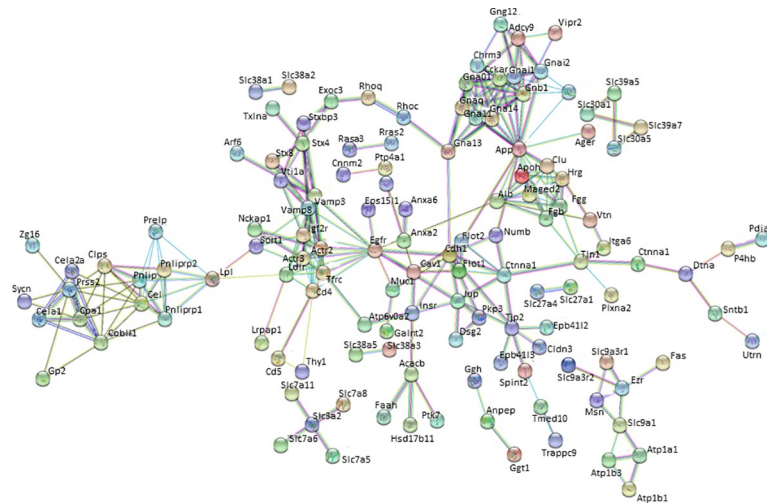 Gng12
Adcy9
Vipr2
Chrm3
Gnai2
Cckar
Gnai1
Slc38a1
Slc38a2
Gna01
Gnb1
Slc39a5
Exoc3
Rhoq
Slc30a1
Txlna
Stxbp3
Rhoc
Gnaq
Gna14
Gna11
Slc39a7
Arf6
Stx4
Rasa3
Rras2
Gna13
App
Ager
Slc30a5
Stx8
Cnnm2
Ptp4a1
Clu
Vti1a
Apoh
Hrg
Eps15l1
Anxa6
Alb
Maged2
Vamp3
Vamp8
Fgg
Nckap1
Igf2r
Anxa2
Fgb
Vtn
Prelp
Zg16
Sort1
Actr2
Egfr
Flot2
Numb
Itga6
Pdia
Cela2a
Clps
Actr3
Cdh1
Tln1
Ctnna1
P4hb
Pnliprp2
Lpl
Ldlr
Tfrc
Cav1
Flot1
Ctnna1
Dtna
Sycn
Prss2
Pnlip
Cd4
Muc1
Slc27a4
Slc27a1
Cel
Insr
Jup
Plxna2
Cela1
Cpa1
Pnliprp1
Atp6v0a2
Pkp3
Tjp2
Epb41l2
Sntb1
Cobll1
Lrpap1
Galnt2
Dsg2
Cldn3
Utrn
Slc38a5
Slc38a3
Epb41l3
Slc9a3r1
Fas
Gp2
Cd5
Thy1
Acacb
Spint2
Slc9a3r2
Ezr
Slc7a11
Slc7a8
Ggh
Msn
Slc3a2
Faah
Ptk7
Anpep
Tmed10
Slc9a1
Slc7a6
Hsd17b11
Trappc9
Atp1a1
Slc7a5
Ggt1
Atp1b3
Atp1b1